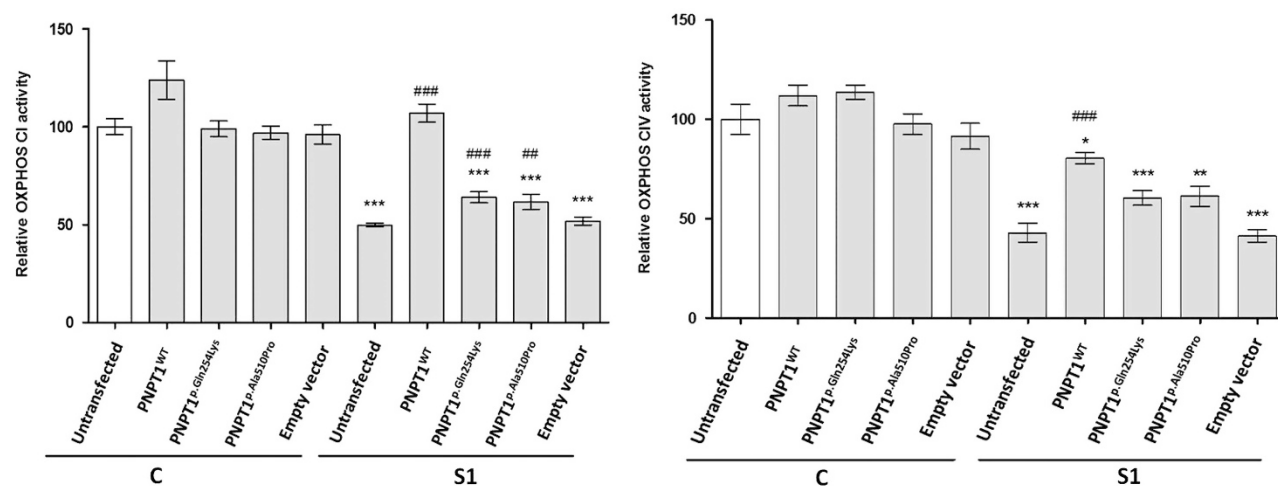 Relative OXPHOS CI activity
150
100
50
0
###
###
##
***
***
***
***
Untransfected
PNPT1WT
PNPT1p.Gln254Lys
PNPT1p.Ala510Pro
Empty vector
Untransfected
PNPT1WT
PNPT1p.Gln254Lys
PNPT1p.Ala510Pro
Empty vector
C
S1
Relative OXPHOS CIV activity
150
100
50
0
###
*
***
**
***
***
Untransfected
PNPT1WT
PNPT1p.Gln254Lys
PNPT1p.Ala510Pro
Empty vector
Untransfected
PNPT1WT
PNPT1p.Gln254Lys
PNPT1p.Ala510Pro
Empty vector
C
S1